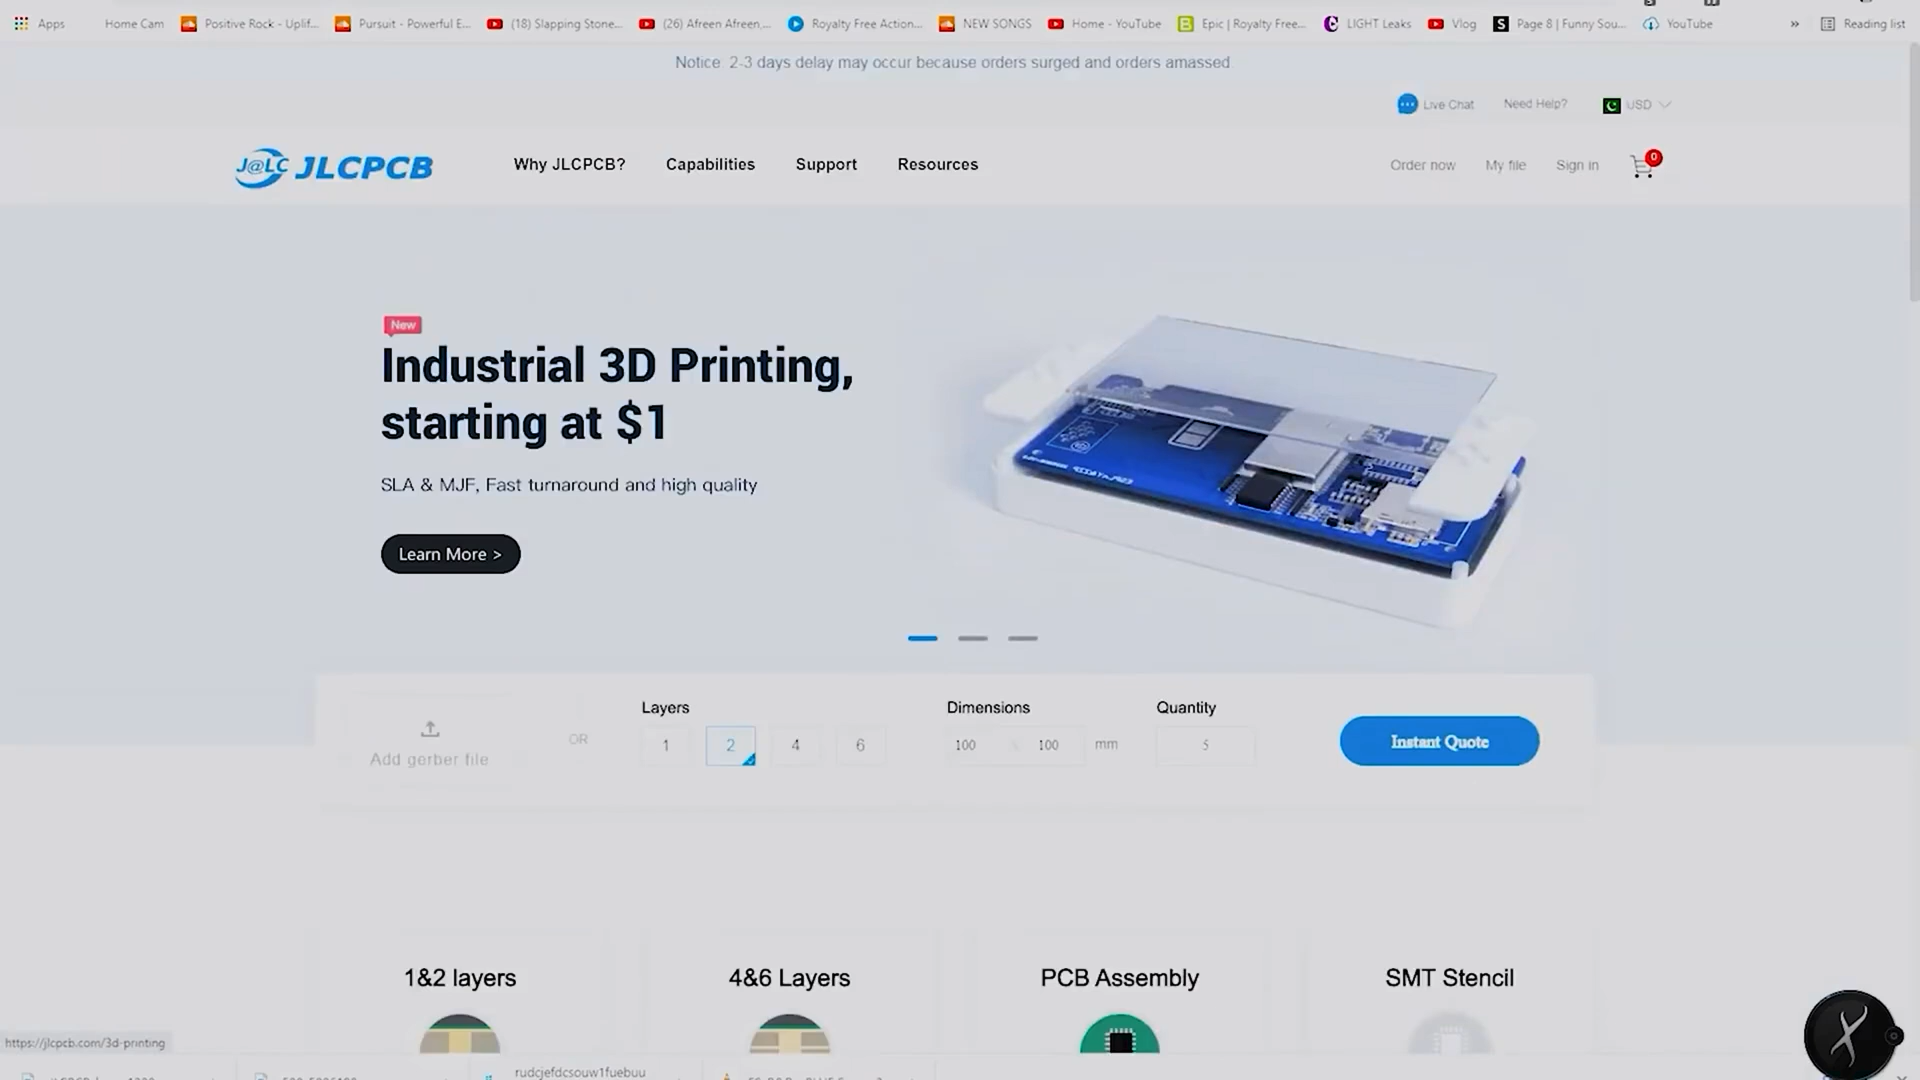 Apps
Home Cam
Positive Rock - Uplif...
Pursuit - Powerful E...
(18) Slapping Stone...
(26) Afreen Afreen,...
Royalty Free Action...
NEW SONGS
Home - YouTube
Epic | Royalty Free...
LIGHT Leaks
Vlog
Page 8 | Funny Sou...
YouTube
»
Reading list
Notice: 2-3 days delay may occur because orders surged and orders amassed.
Live Chat
Need Help?
USD
J@LC JLCPCB
Why JLCPCB?
Capabilities
Support
Resources
Order now
My file
Sign in
0
New
Industrial 3D Printing,
starting at $1
SLA & MJF, Fast turnaround and high quality
Learn More >
Layers
Dimensions
Quantity
Add gerber file
OR
1
2
4
6
100 x 100 mm
5
Instant Quote
1&2 layers
4&6 Layers
PCB Assembly
SMT Stencil
https://jlcpcb.com/3d-printing
rudcjefdcsouw1fuebuu